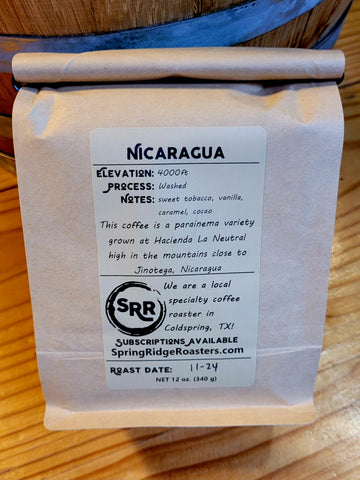 NICARAGUA
ELEVATION: 4000ft
PROCESS: Washed
NOTES: sweet tobacco, vanilla,
caramel, cacao
This coffee is a parainema variety
grown at Hacienda La Neutral
high in the mountains close to
Jinotega, Nicaragua
SRR
We are a local
specialty coffee
roaster in
Coldspring, TX!
SUBSCRIPTIONS AVAILABLE
SpringRidgeRoasters.com
ROAST DATE: 11-24
NET 12 oz. (340 g)